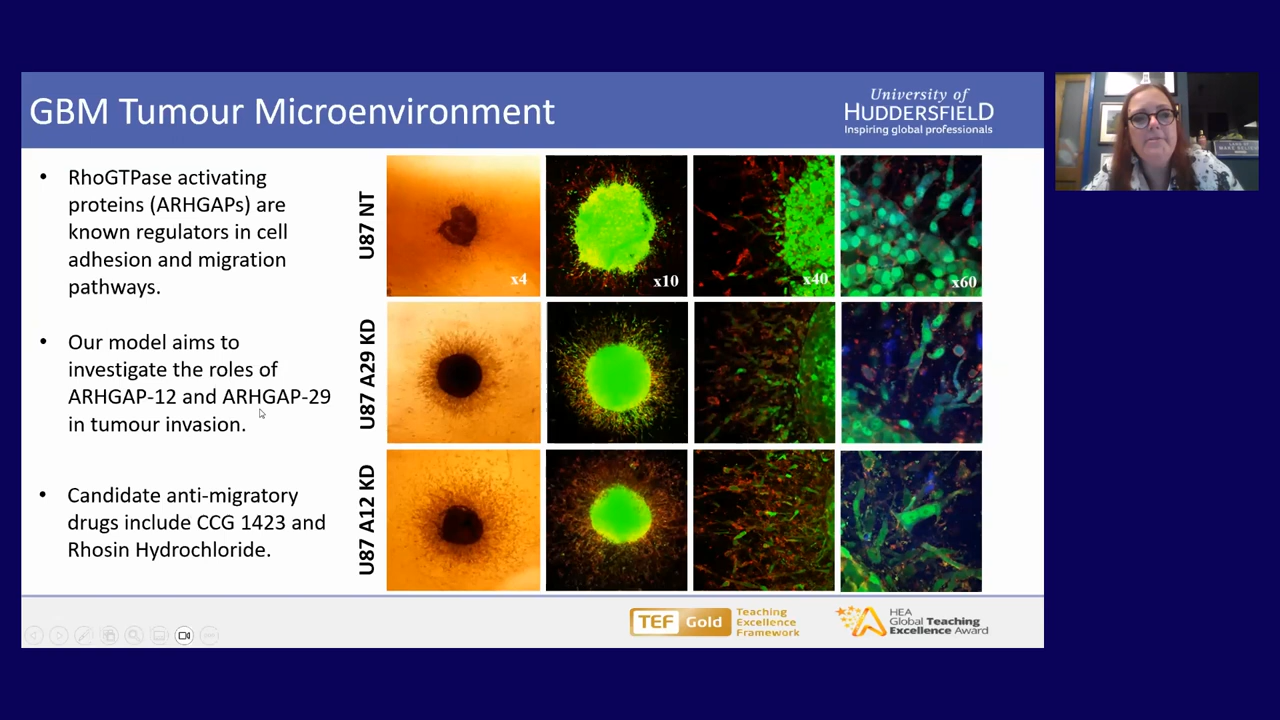 GBM Tumour Microenvironment
University of
HUDDERSFIELD
Inspiring global professionals
• RhoGTPase activating
proteins (ARHGAPs) are
known regulators in cell
adhesion and migration
pathways.
• Our model aims to
investigate the roles of
ARHGAP-12 and ARHGAP-29
in tumour invasion.
• Candidate anti-migratory
drugs include CCG 1423 and
Rhosin Hydrochloride.
U87 NT
x4
x10
x40
x60
U87 A29 KD
U87 A12 KD
TEF Gold
Teaching
Excellence
Framework
HEA
Global Teaching
Excellence Award